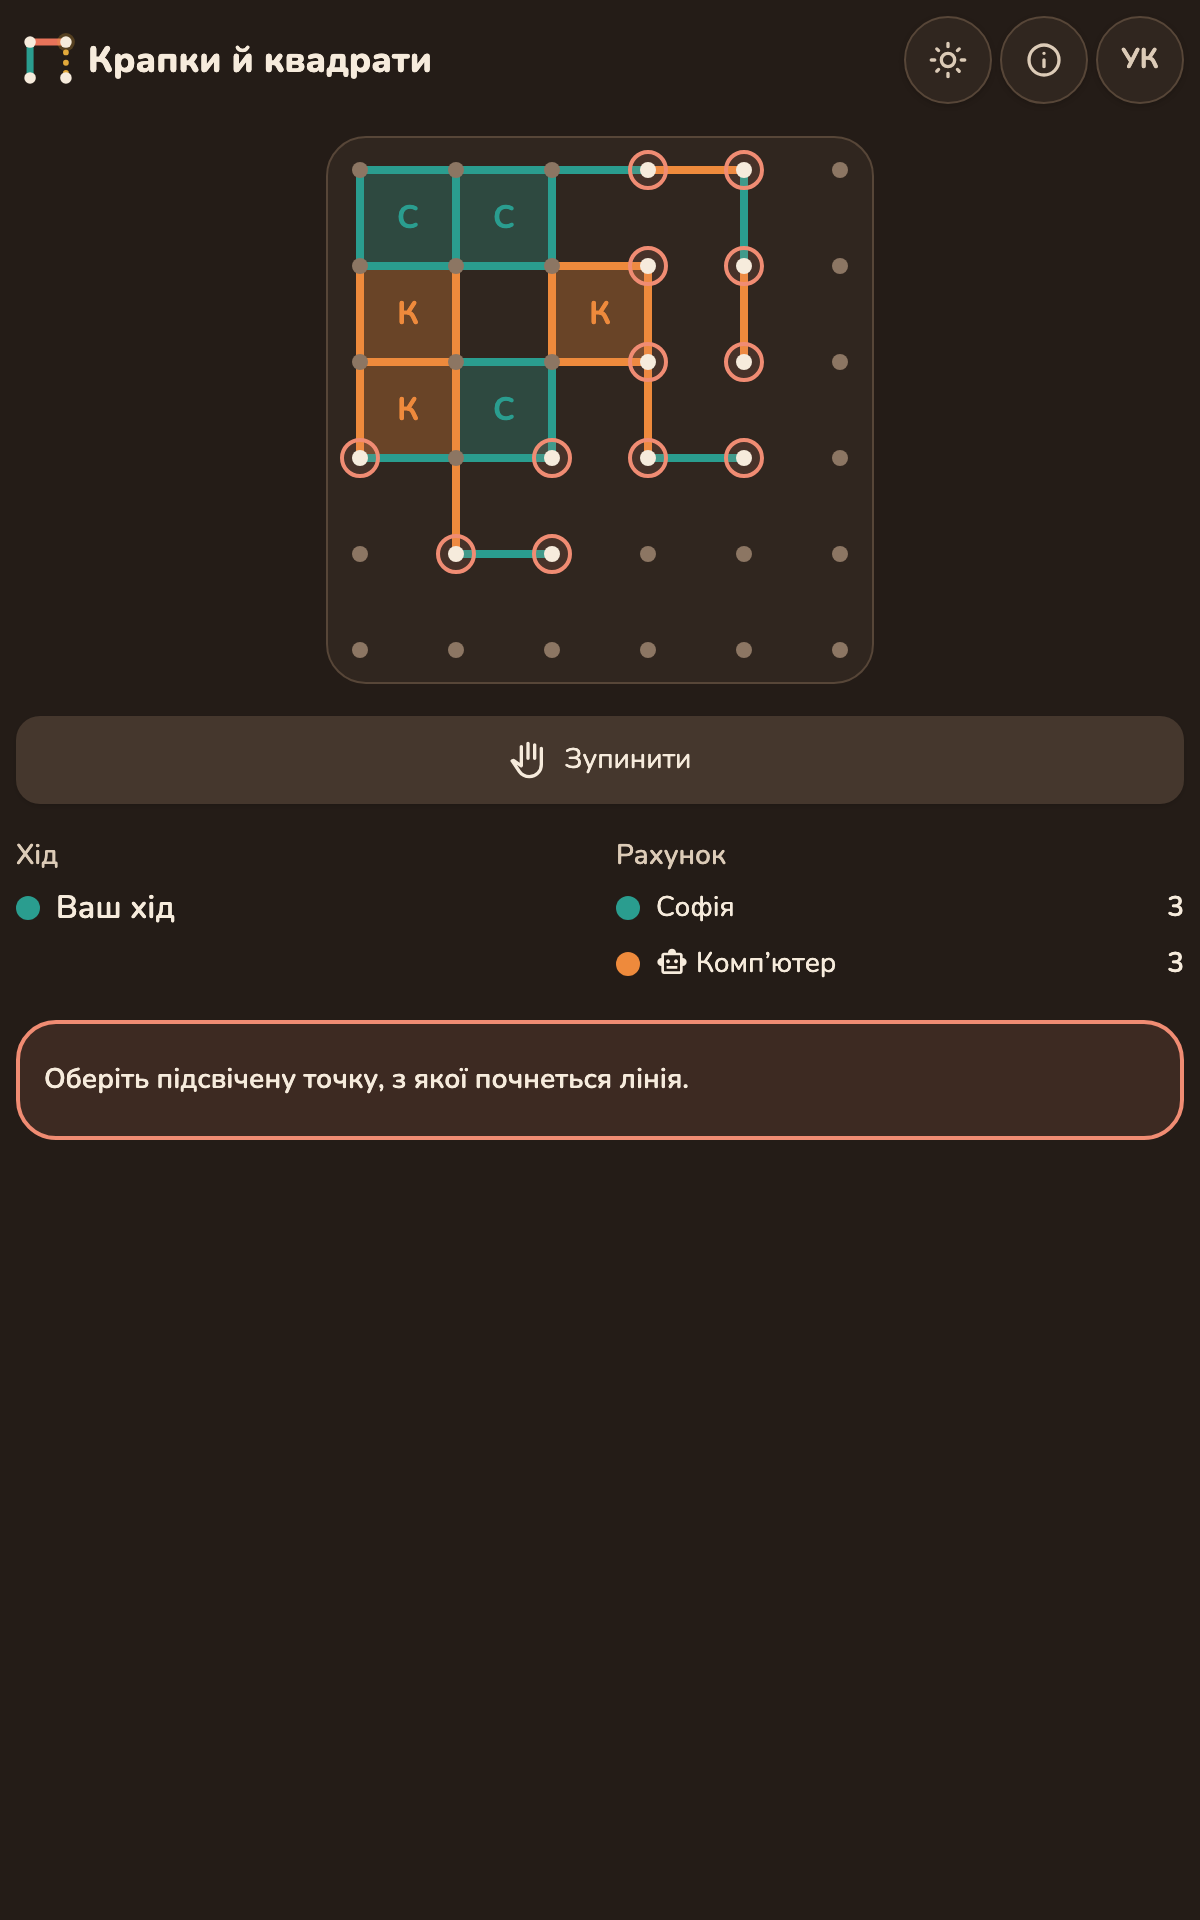 Крапки й квадрати
УК
С С
К К
К С
Зупинити
Хід
Ваш хід
Рахунок
Софія 3
Комп’ютер 3
Оберіть підсвічену точку, з якої почнеться лінія.